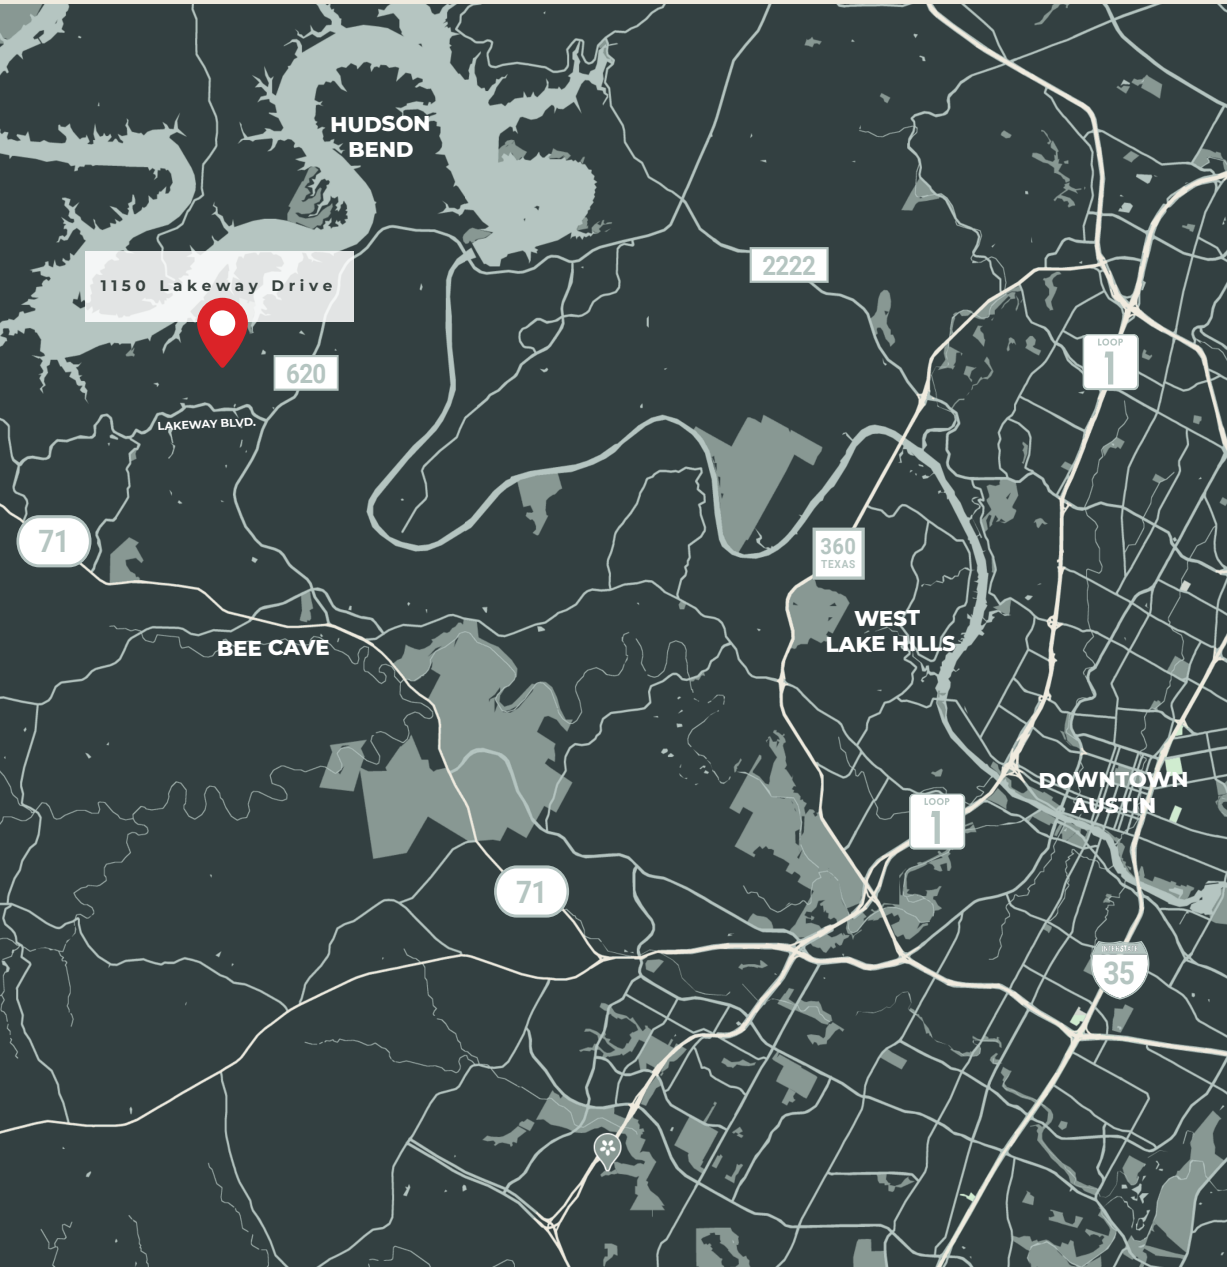 HUDSON
BEND
2222
1150 Lakeway Drive
LOOP
1
620
LAKEWAY BLVD.
71
360
TEXAS
WEST
LAKE HILLS
BEE CAVE
DOWNTOWN
AUSTIN
LOOP
1
71
INTERSTATE
35